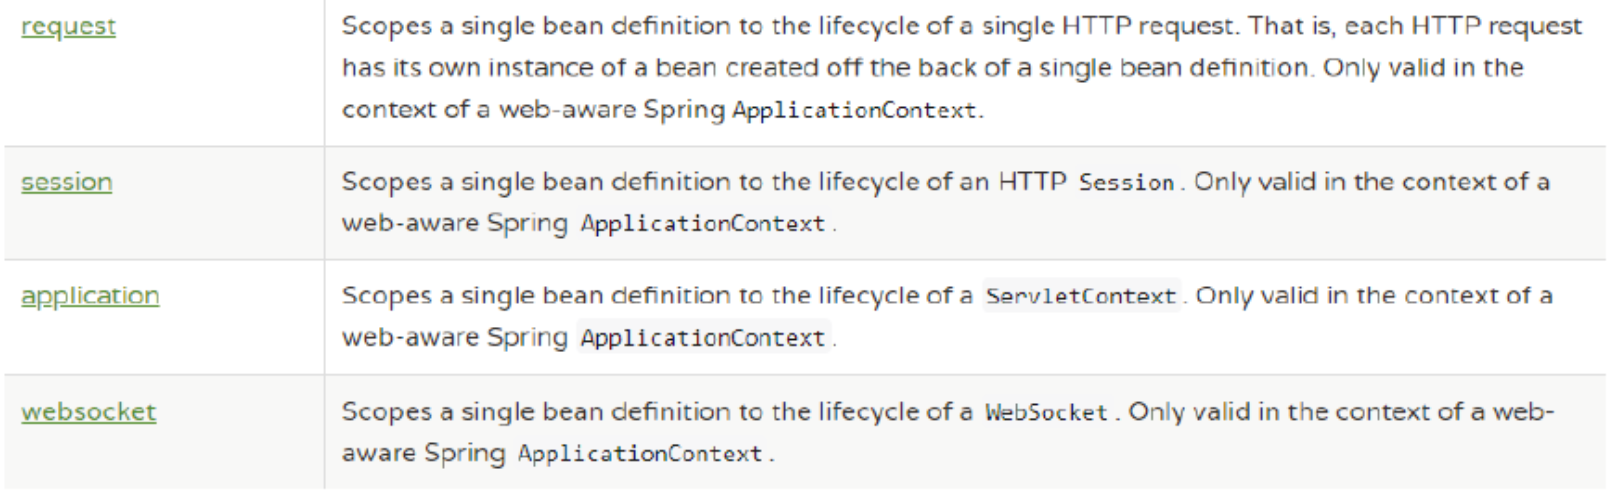 request
Scopes a single bean definition to the lifecycle of a single HTTP request. That is, each HTTP request
has its own instance of a bean created off the back of a single bean definition. Only valid in the
context of a web-aware Spring ApplicationContext.
session
Scopes a single bean definition to the lifecycle of an HTTP Session. Only valid in the context of a
web-aware Spring ApplicationContext.
application
Scopes a single bean definition to the lifecycle of a ServletContext. Only valid in the context of a
web-aware Spring ApplicationContext.
websocket
Scopes a single bean definition to the lifecycle of a WebSocket. Only valid in the context of a web-
aware Spring ApplicationContext.